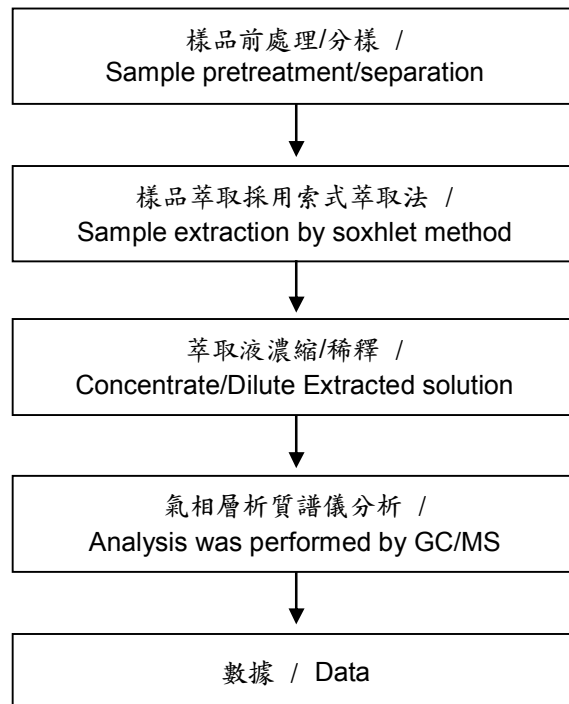 樣品前處理/分樣 /
Sample pretreatment/separation
樣品萃取採用索式萃取法 /
Sample extraction by soxhlet method
萃取液濃縮/稀釋 /
Concentrate/Dilute Extracted solution
氣相層析質譜儀分析 /
Analysis was performed by GC/MS
數據 / Data